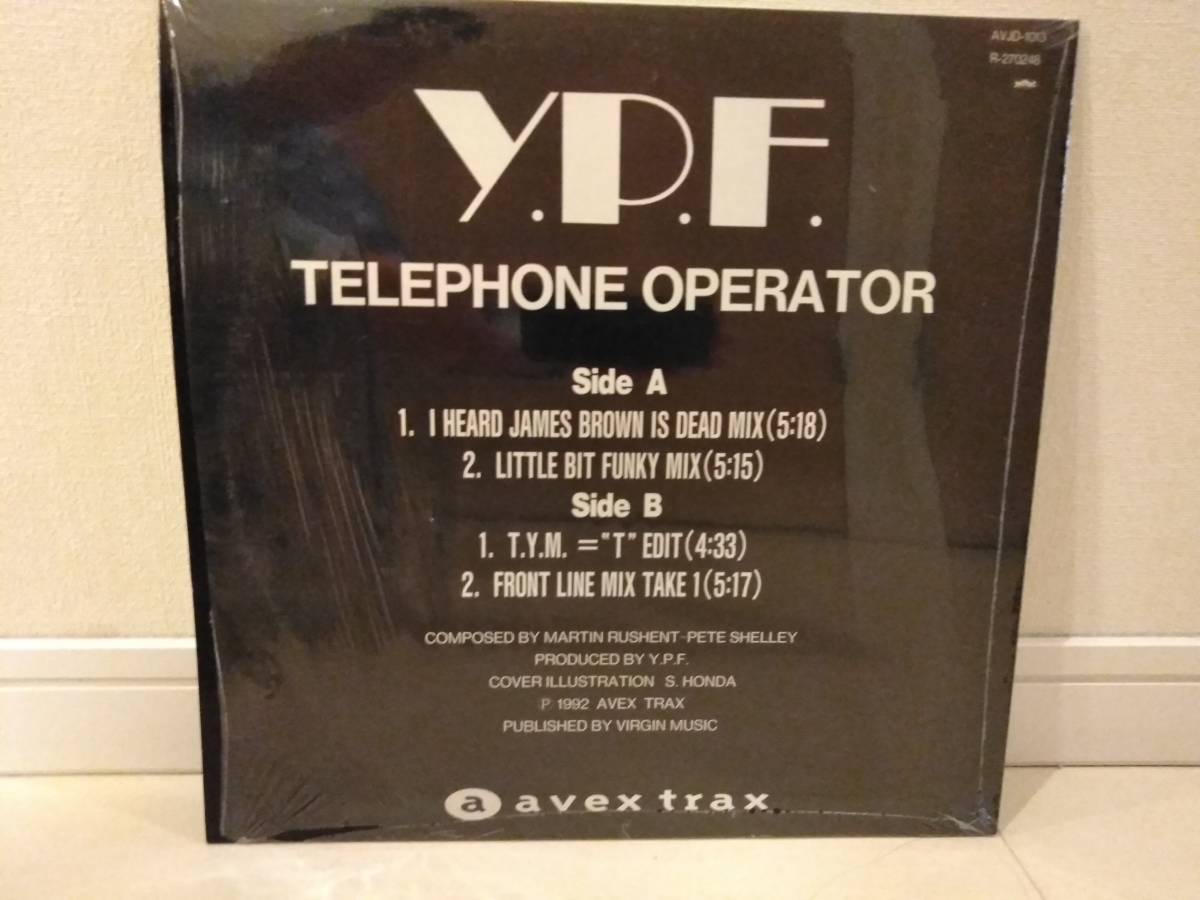 AVJD-1013
R-270248
Y.P.F.
TELEPHONE OPERATOR
Side A
1. I HEARD JAMES BROWN IS DEAD MIX(5:18)
2. LITTLE BIT FUNKY MIX(5:15)
Side B
1. T.Y.M. ="T" EDIT(4:33)
2. FRONT LINE MIX TAKE 1(5:17)
COMPOSED BY MARTIN RUSHENT-PETE SHELLEY
PRODUCED BY Y.P.F.
COVER ILLUSTRATION S. HONDA
Ⓟ 1992 AVEX TRAX
PUBLISHED BY VIRGIN MUSIC
a avex trax